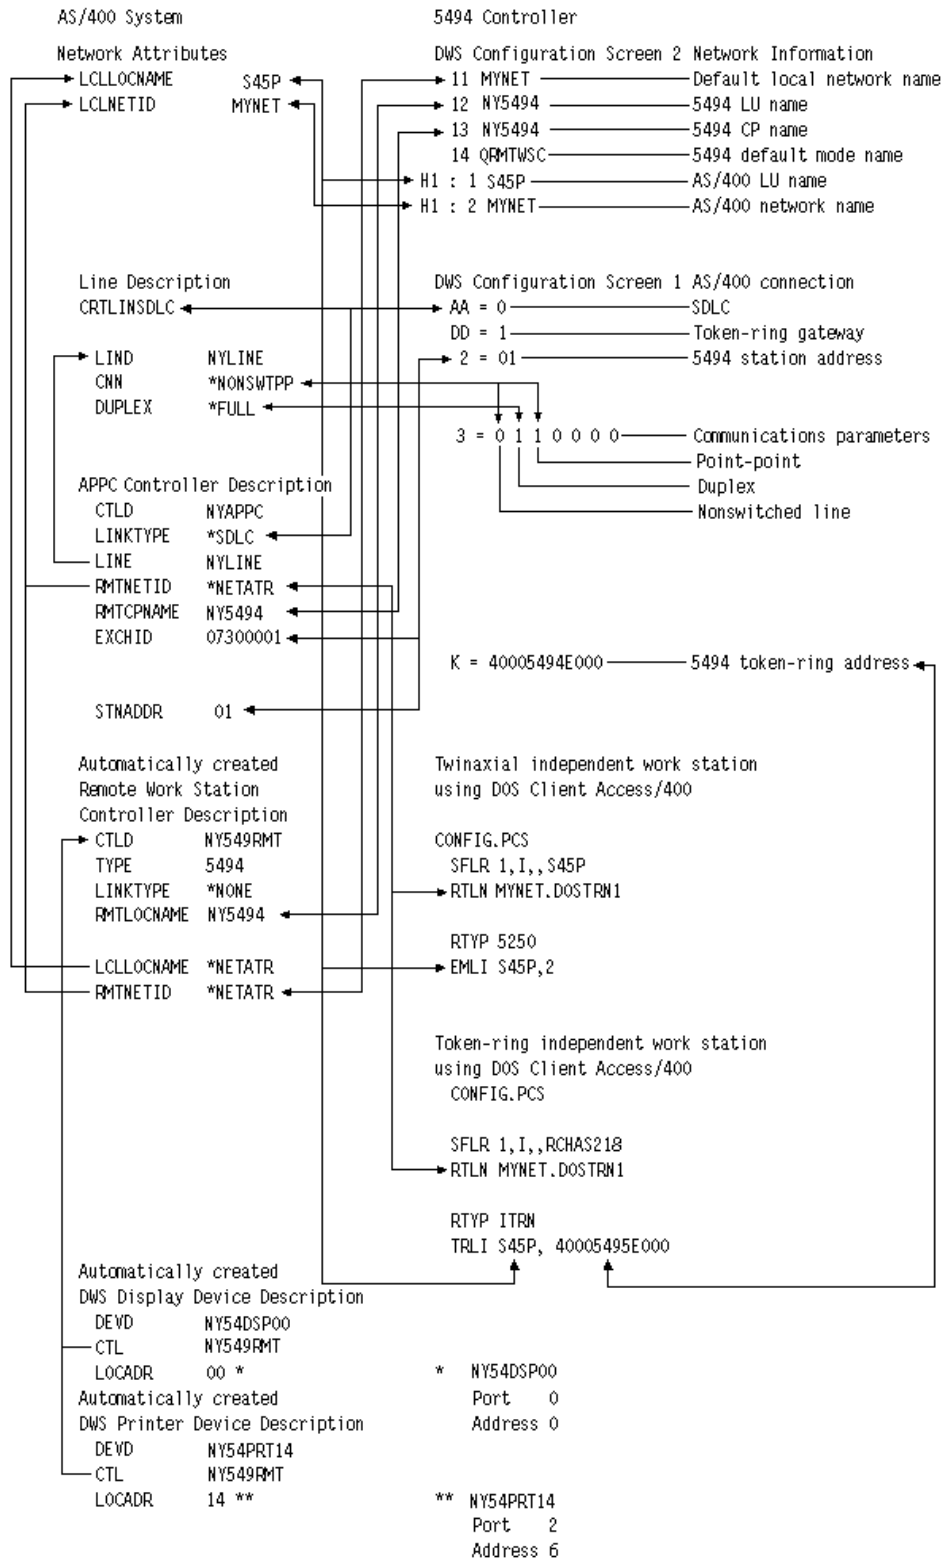 AS/400 System 5494 Controller
Network Attributes DWS Configuration Screen 2 Network Information
LCLLOCNAME S45P 11 MYNET Default local network name
LCLNETID MYNET 12 NY5494 5494 LU name
13 NY5494 5494 CP name
14 QRMTWSC 5494 default mode name
H1 : 1 S45P AS/400 LU name
H1 : 2 MYNET AS/400 network name
Line Description DWS Configuration Screen 1 AS/400 connection
CRTLINSDLC AA = 0 SDLC
DD = 1 Token-ring gateway
LIND NYLINE 2 = 01 5494 station address
CNN *NONSWTPP
DUPLEX *FULL
3 = 0 1 1 0 0 0 0 Communications parameters
Point-point
APPC Controller Description Duplex
CTLD NYAPPC Nonswitched line
LINKTYPE *SDLC
LINE NYLINE
RMTNETID *NETATR
RMTCPNAME NY5494
EXCHID 07300001
K = 40005494E000 5494 token-ring address
STNADDR 01
Automatically created Twinaxial independent work station
Remote Work Station using DOS Client Access/400
Controller Description
CTLD NY549RMT CONFIG.PCS
TYPE 5494 SFLR 1,I,,S45P
LINKTYPE *NONE RTLN MYNET.DOSTRN1
RMTLOCNAME NY5494
RTYP 5250
LCLLOCNAME *NETATR EMLI S45P,2
RMTNETID *NETATR
Token-ring independent work station
using DOS Client Access/400
CONFIG.PCS
SFLR 1,I,,RCHAS218
RTLN MYNET.DOSTRN1
RTYP ITRN
TRLI S45P, 40005495E000
Automatically created
DWS Display Device Description
DEVD NY54DSP00
CTL NY549RMT
LOCADR 00 * * NY54DSP00
Automatically created Port 0
DWS Printer Device Description Address 0
DEVD NY54PRT14
CTL NY549RMT
LOCADR 14 ** ** NY54PRT14
Port 2
Address 6